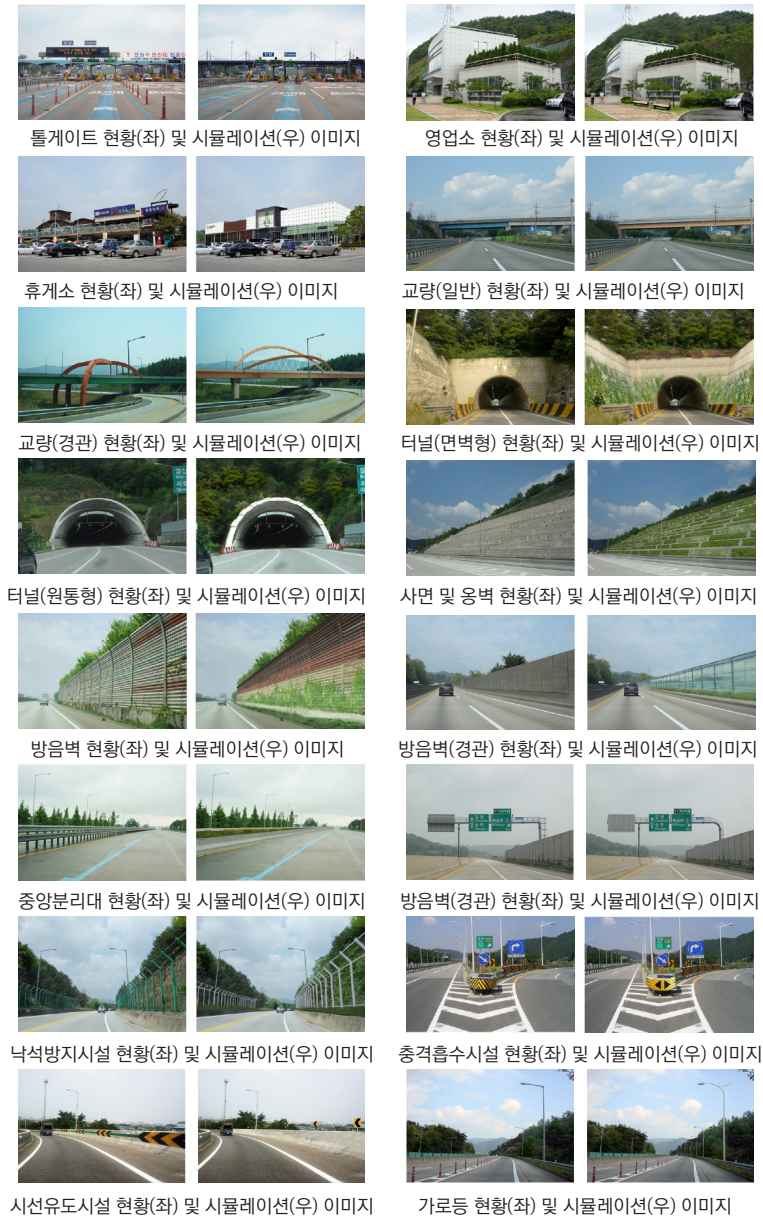 톨게이트 현황(좌) 및 시뮬레이션(우) 이미지
영업소 현황(좌) 및 시뮬레이션(우) 이미지
휴게소 현황(좌) 및 시뮬레이션(우) 이미지
교량(일반) 현황(좌) 및 시뮬레이션(우) 이미지
교량(경관) 현황(좌) 및 시뮬레이션(우) 이미지
터널(면벽형) 현황(좌) 및 시뮬레이션(우) 이미지
터널(원통형) 현황(좌) 및 시뮬레이션(우) 이미지
사면 및 옹벽 현황(좌) 및 시뮬레이션(우) 이미지
방음벽 현황(좌) 및 시뮬레이션(우) 이미지
방음벽(경관) 현황(좌) 및 시뮬레이션(우) 이미지
중앙분리대 현황(좌) 및 시뮬레이션(우) 이미지
방음벽(경관) 현황(좌) 및 시뮬레이션(우) 이미지
낙석방지시설 현황(좌) 및 시뮬레이션(우) 이미지
충격흡수시설 현황(좌) 및 시뮬레이션(우) 이미지
시선유도시설 현황(좌) 및 시뮬레이션(우) 이미지
가로등 현황(좌) 및 시뮬레이션(우) 이미지